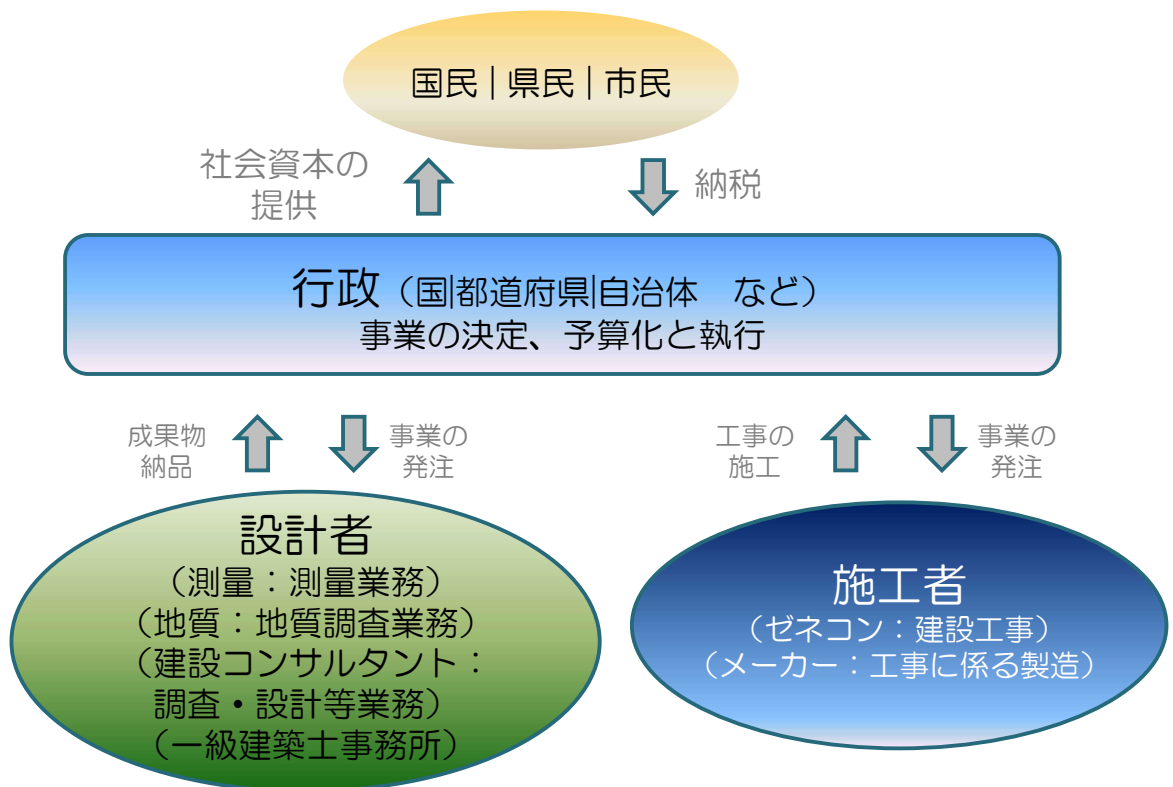 国民|県民|市民
社会資本の
提供
納税
行政（国|都道府県|自治体　など）
事業の決定、予算化と執行
成果物
納品
事業の
発注
工事の
施工
事業の
発注
設計者
（測量：測量業務）
（地質：地質調査業務）
（建設コンサルタント：
調査・設計等業務）
（一級建築士事務所）
施工者
（ゼネコン：建設工事）
（メーカー：工事に係る製造）